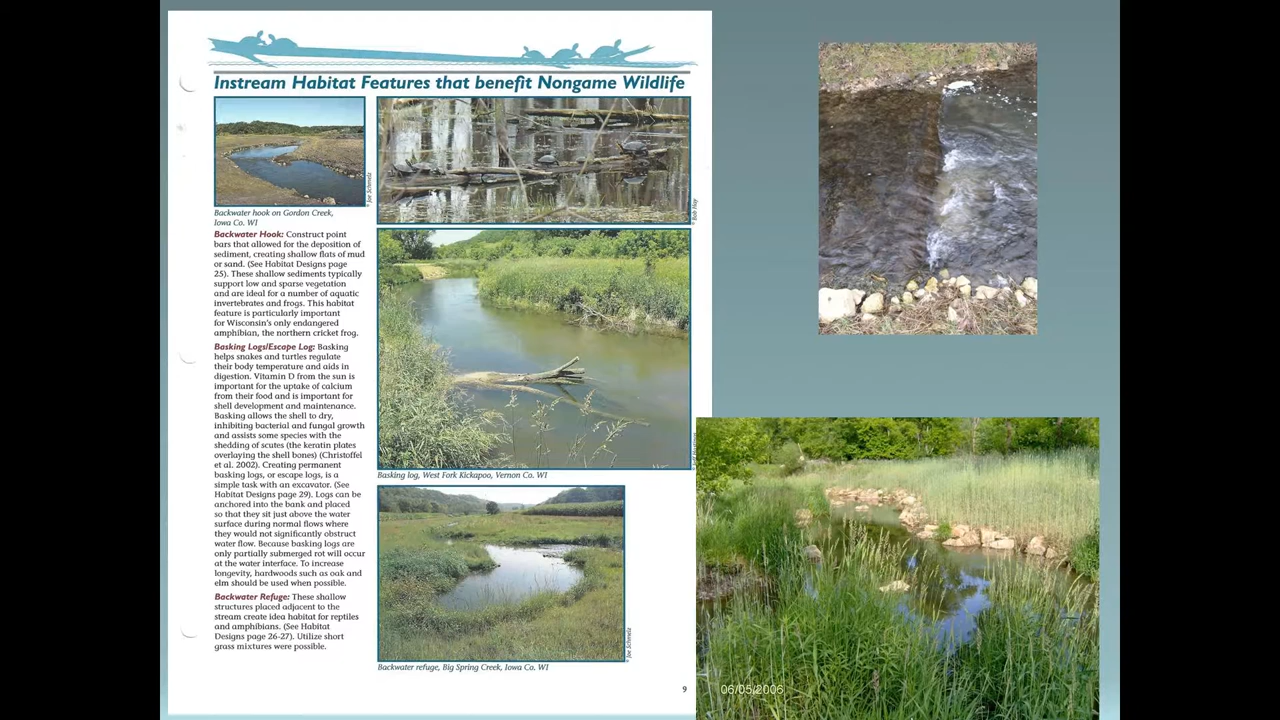 Instream Habitat Features that benefit Nongame Wildlife
© Joe Schmelz
© Bob Hay
Backwater hook on Gordon Creek,
Iowa Co. WI
Backwater Hook: Construct point
bars that allowed for the deposition of
sediment, creating shallow flats of mud
or sand. (See Habitat Designs page
25). These shallow sediments typically
support low and sparse vegetation
and are ideal for a number of aquatic
invertebrates and frogs. This habitat
feature is particularly important
for Wisconsin's only endangered
amphibian, the northern cricket frog.
Basking Logs/Escape Log: Basking
helps snakes and turtles regulate
their body temperature and aids in
digestion. Vitamin D from the sun is
important for the uptake of calcium
from their food and is important for
shell development and maintenance.
Basking allows the shell to dry,
inhibiting bacterial and fungal growth
and assists some species with the
shedding of scutes (the keratin plates
overlaying the shell bones) (Christoffel
et al. 2002). Creating permanent
basking logs, or escape logs, is a
simple task with an excavator. (See
Habitat Designs page 29). Logs can be
anchored into the bank and placed
so that they sit just above the water
surface during normal flows where
they would not significantly obstruct
water flow. Because basking logs are
only partially submerged rot will occur
at the water interface. To increase
longevity, hardwoods such as oak and
elm should be used when possible.
Backwater Refuge: These shallow
structures placed adjacent to the
stream create idea habitat for reptiles
and amphibians. (See Habitat
Designs page 26-27). Utilize short
grass mixtures were possible.
Basking log, West Fork Kickapoo, Vernon Co. WI
© Joe Schmelz
Backwater refuge, Big Spring Creek, Iowa Co. WI
9
06/05/2006